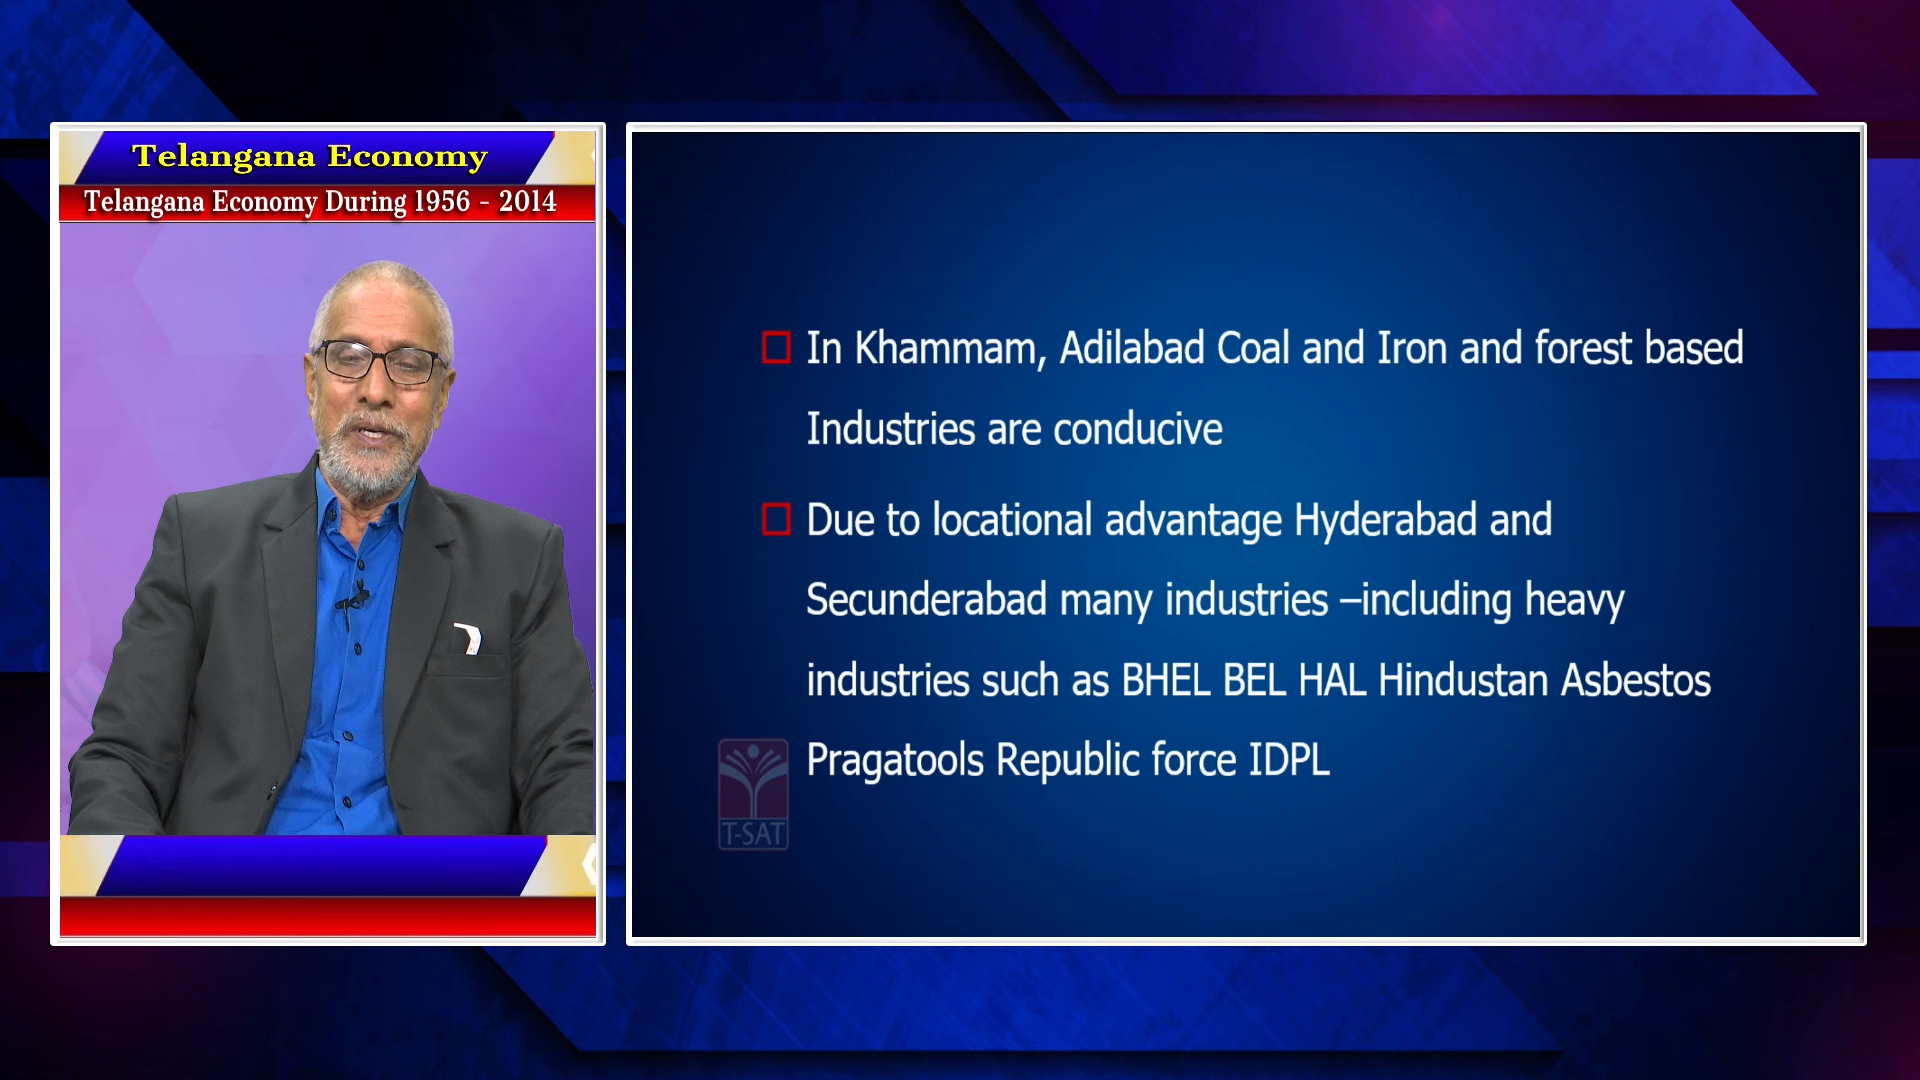 Telangana Economy
Telangana Economy During 1956 - 2014
In Khammam, Adilabad Coal and Iron and forest based
Industries are conducive
Due to locational advantage Hyderabad and
Secunderabad many industries –including heavy
industries such as BHEL BEL HAL Hindustan Asbestos
Pragatools Republic force IDPL
T-SAT